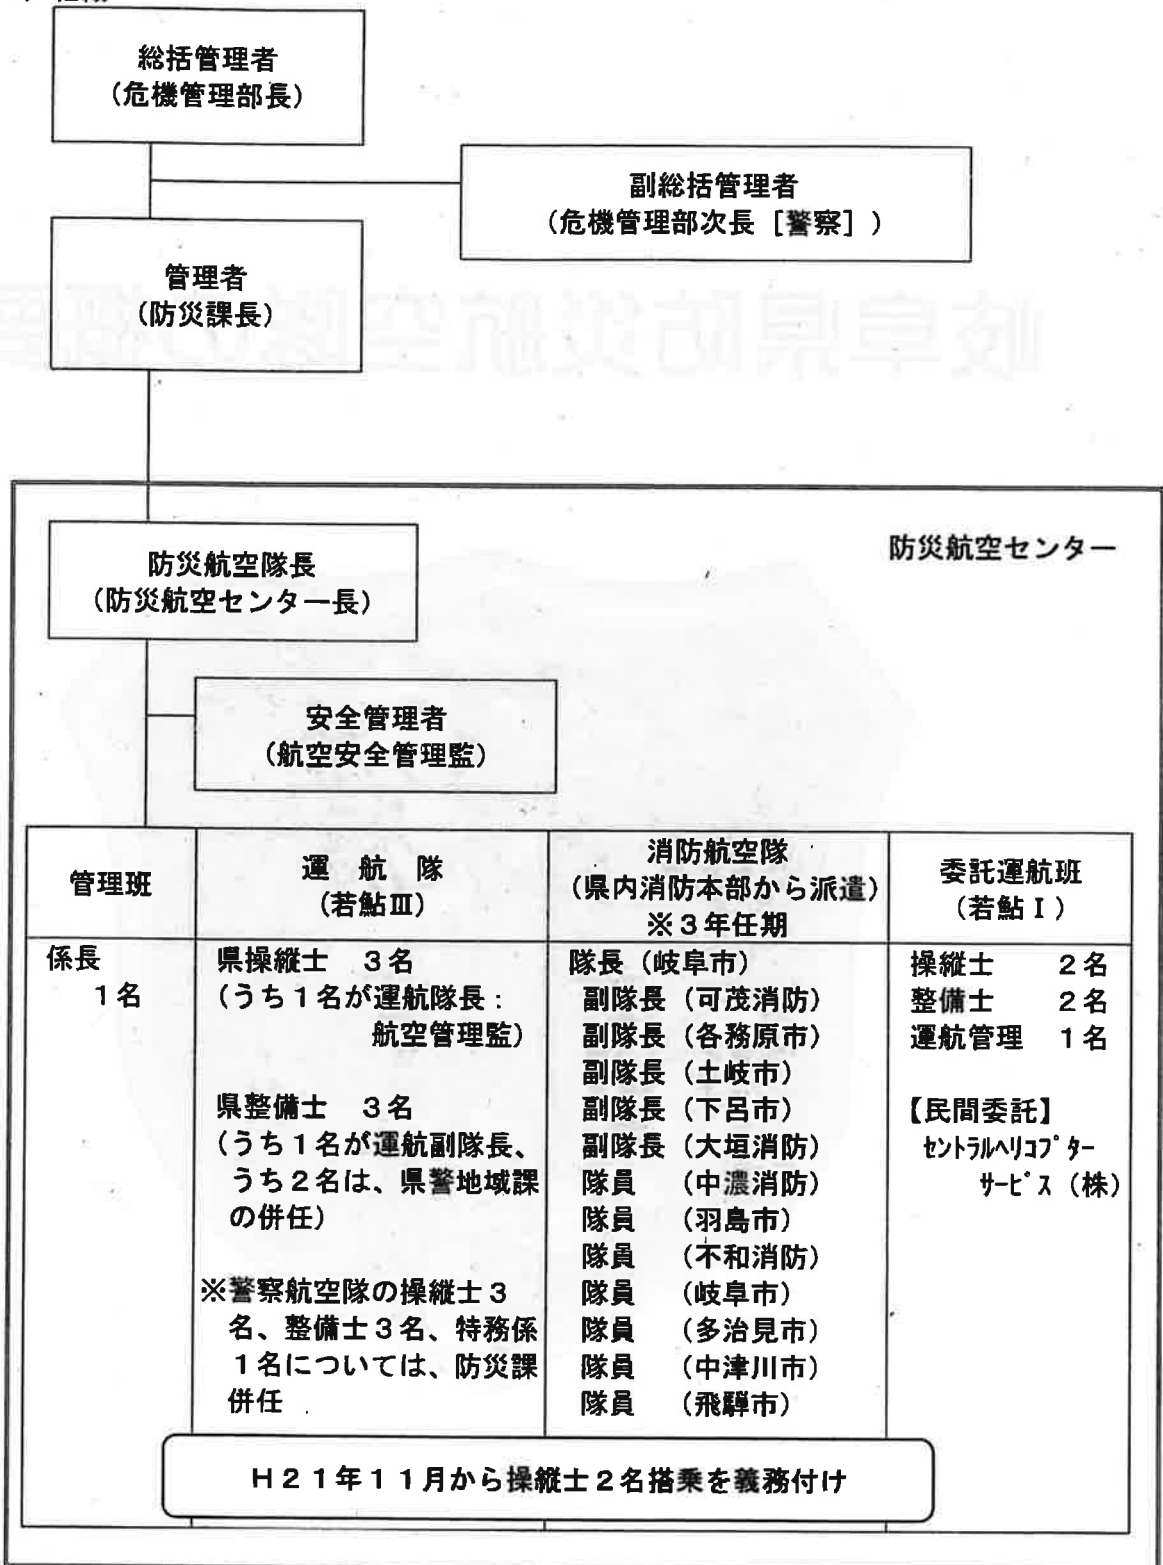 総括管理者
(危機管理部長)
副総括管理者
(危機管理部次長［警察］)
管理者
(防災課長)
防災航空センター
防災航空隊長
(防災航空センター長)
安全管理者
(航空安全管理監)
管理班
係長
1名
運 航 隊
(若鮎Ⅲ)
県操縦士 3名
(うち1名が運航隊長:
航空管理監)
県整備士 3名
(うち1名が運航副隊長、
うち2名は、県警地域課
の併任)
※警察航空隊の操縦士3
名、整備士3名、特務係
1名については、防災課
併任
消防航空隊
(県内消防本部から派遣)
※3年任期
隊長(岐阜市)
副隊長(可茂消防)
副隊長(各務原市)
副隊長(土岐市)
副隊長(下呂市)
副隊長(大垣消防)
隊員 (中濃消防)
隊員 (羽島市)
隊員 (不和消防)
隊員 (岐阜市)
隊員 (多治見市)
隊員 (中津川市)
隊員 (飛騨市)
委託運航班
(若鮎Ⅰ)
操縦士 2名
整備士 2名
運航管理 1名
【民間委託】
ｾﾝﾄﾗﾙﾍﾘｺﾌﾟﾀｰ
ｻｰﾋﾞｽ(株)
H21年11月から操縦士2名搭乗を義務付け